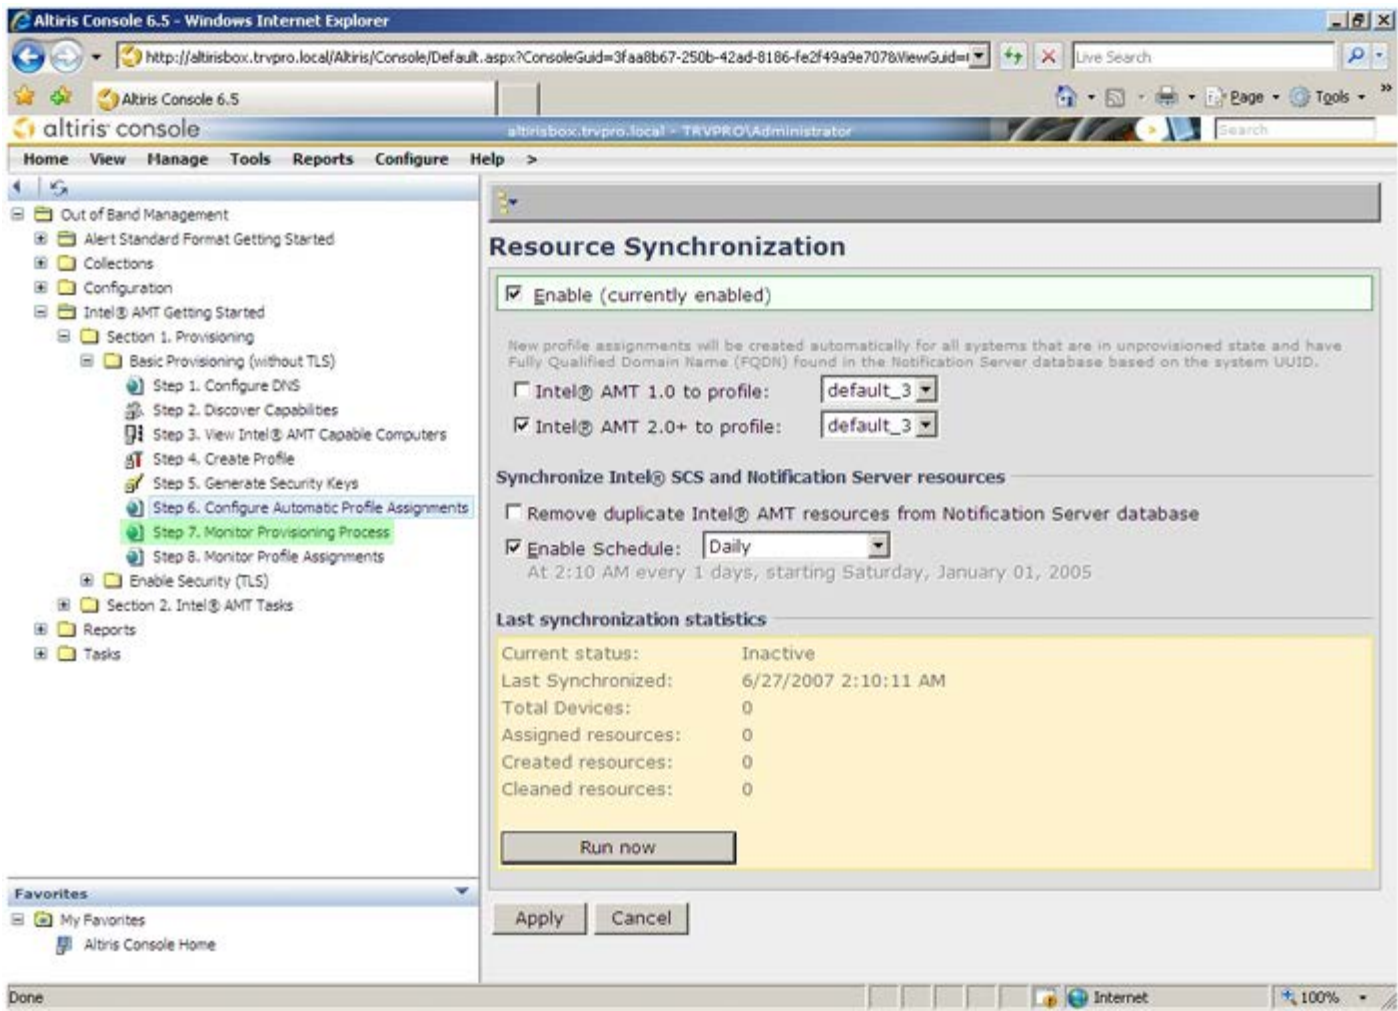 Altiris Console 6.5 - Windows Internet Explorer
http://altirisbox.trvpro.local/Altiris/Console/Default.aspx?ConsoleGuid=3faa8b67-250b-42ad-8186-fe2f49a9e707&ViewGuid=
Live Search
Altiris Console 6.5
Page
Tools
»
altiris console
altirisbox.trvpro.local - TRVPRO\Administrator
Search
Home View Manage Tools Reports Configure Help >
Out of Band Management
Alert Standard Format Getting Started
Collections
Configuration
Intel® AMT Getting Started
Section 1. Provisioning
Basic Provisioning (without TLS)
Step 1. Configure DNS
Step 2. Discover Capabilities
Step 3. View Intel® AMT Capable Computers
Step 4. Create Profile
Step 5. Generate Security Keys
Step 6. Configure Automatic Profile Assignments
Step 7. Monitor Provisioning Process
Step 8. Monitor Profile Assignments
Enable Security (TLS)
Section 2. Intel® AMT Tasks
Reports
Tasks
Favorites
My Favorites
Altiris Console Home
Resource Synchronization
Enable (currently enabled)
New profile assignments will be created automatically for all systems that are in unprovisioned state and have
Fully Qualified Domain Name (FQDN) found in the Notification Server database based on the system UUID.
Intel® AMT 1.0 to profile: default_3
Intel® AMT 2.0+ to profile: default_3
Synchronize Intel® SCS and Notification Server resources
Remove duplicate Intel® AMT resources from Notification Server database
Enable Schedule: Daily
At 2:10 AM every 1 days, starting Saturday, January 01, 2005
Last synchronization statistics
Current status: Inactive
Last Synchronized: 6/27/2007 2:10:11 AM
Total Devices: 0
Assigned resources: 0
Created resources: 0
Cleaned resources: 0
Run now
Apply Cancel
Done
Internet
100%